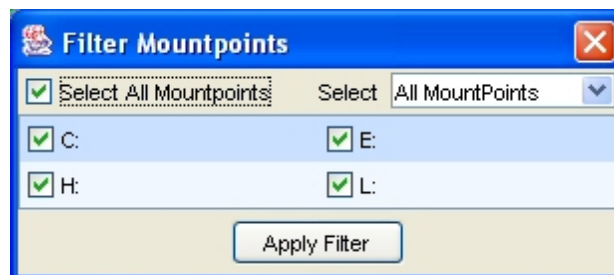 Filter Mountpoints
Select All Mountpoints Select All MountPoints
C: E:
H: L:
Apply Filter